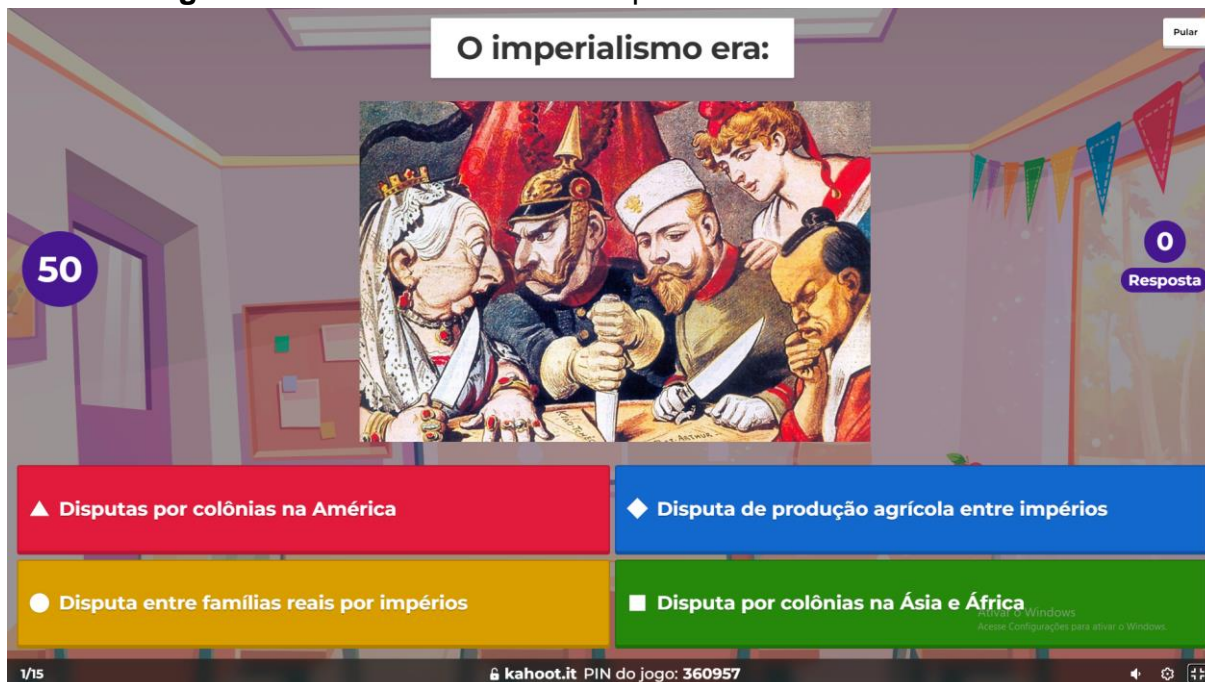 O imperialismo era:
Pular
50
0
Resposta
▲ Disputas por colônias na América
◆ Disputa de produção agrícola entre impérios
● Disputa entre famílias reais por impérios
■ Disputa por colônias na Ásia e África
Ativar o Windows
Acesse Configurações para ativar o Windows.
1/15
kahoot.it PIN do jogo: 360957